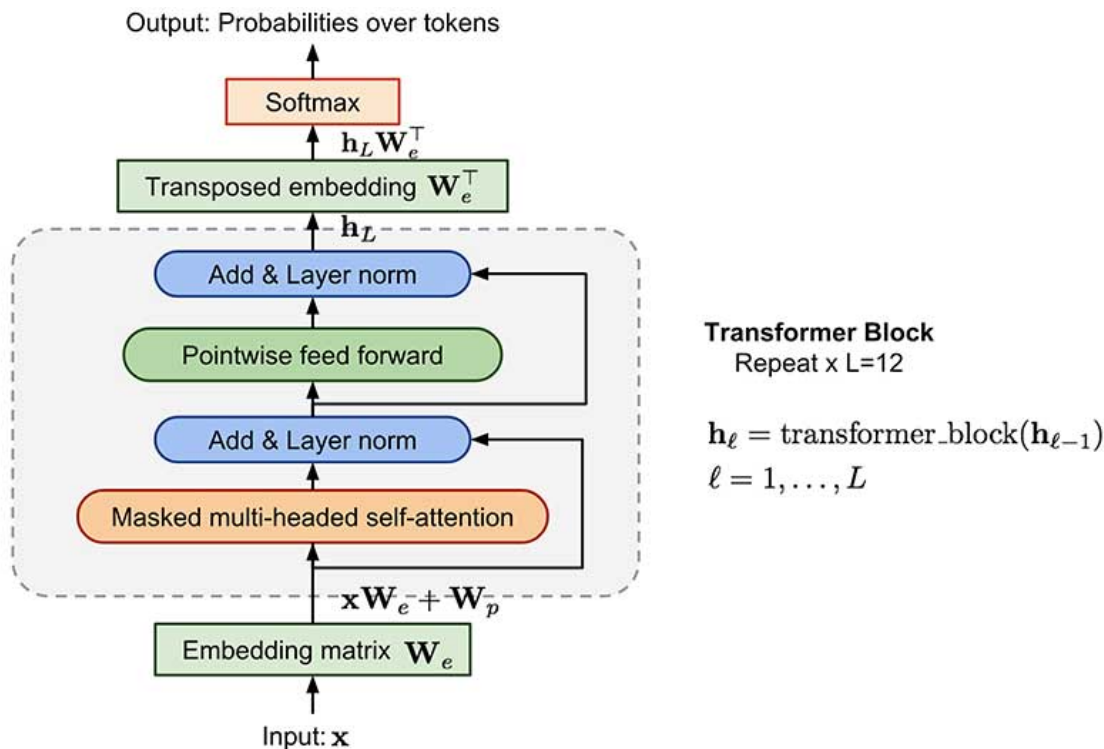 Output: Probabilities over tokens
Softmax
𝐡_L 𝐖_e^⊤
Transposed embedding 𝐖_e^⊤
𝐡_L
Add & Layer norm
Pointwise feed forward
Add & Layer norm
Masked multi-headed self-attention
𝐱𝐖_e + 𝐖_p
Embedding matrix 𝐖_e
Input: 𝐱
Transformer Block
Repeat x L=12
𝐡_ℓ = transformer_block(𝐡_{ℓ−1})
ℓ = 1, . . . , L